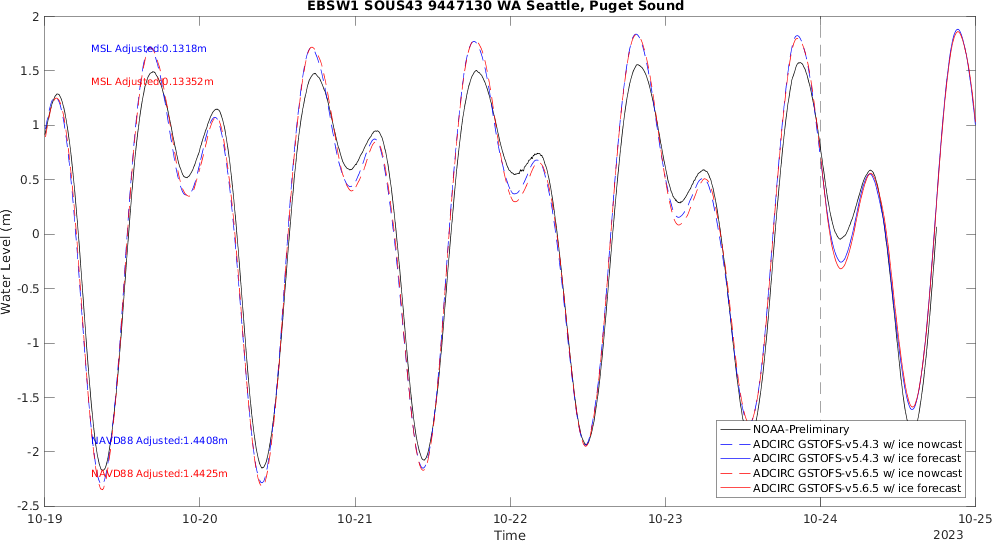 EBSW1 SOUS43 9447130 WA Seattle, Puget Sound
2
1.5
1
0.5
0
-0.5
-1
-1.5
-2
-2.5
Water Level (m)
MSL Adjusted:0.1318m
MSL Adjusted:0.13352m
NAVD88 Adjusted:1.4408m
NAVD88 Adjusted:1.4425m
NOAA-Preliminary
ADCIRC GSTOFS-v5.4.3 w/ ice nowcast
ADCIRC GSTOFS-v5.4.3 w/ ice forecast
ADCIRC GSTOFS-v5.6.5 w/ ice nowcast
ADCIRC GSTOFS-v5.6.5 w/ ice forecast
10-19 10-20 10-21 10-22 10-23 10-24 10-25
Time
2023